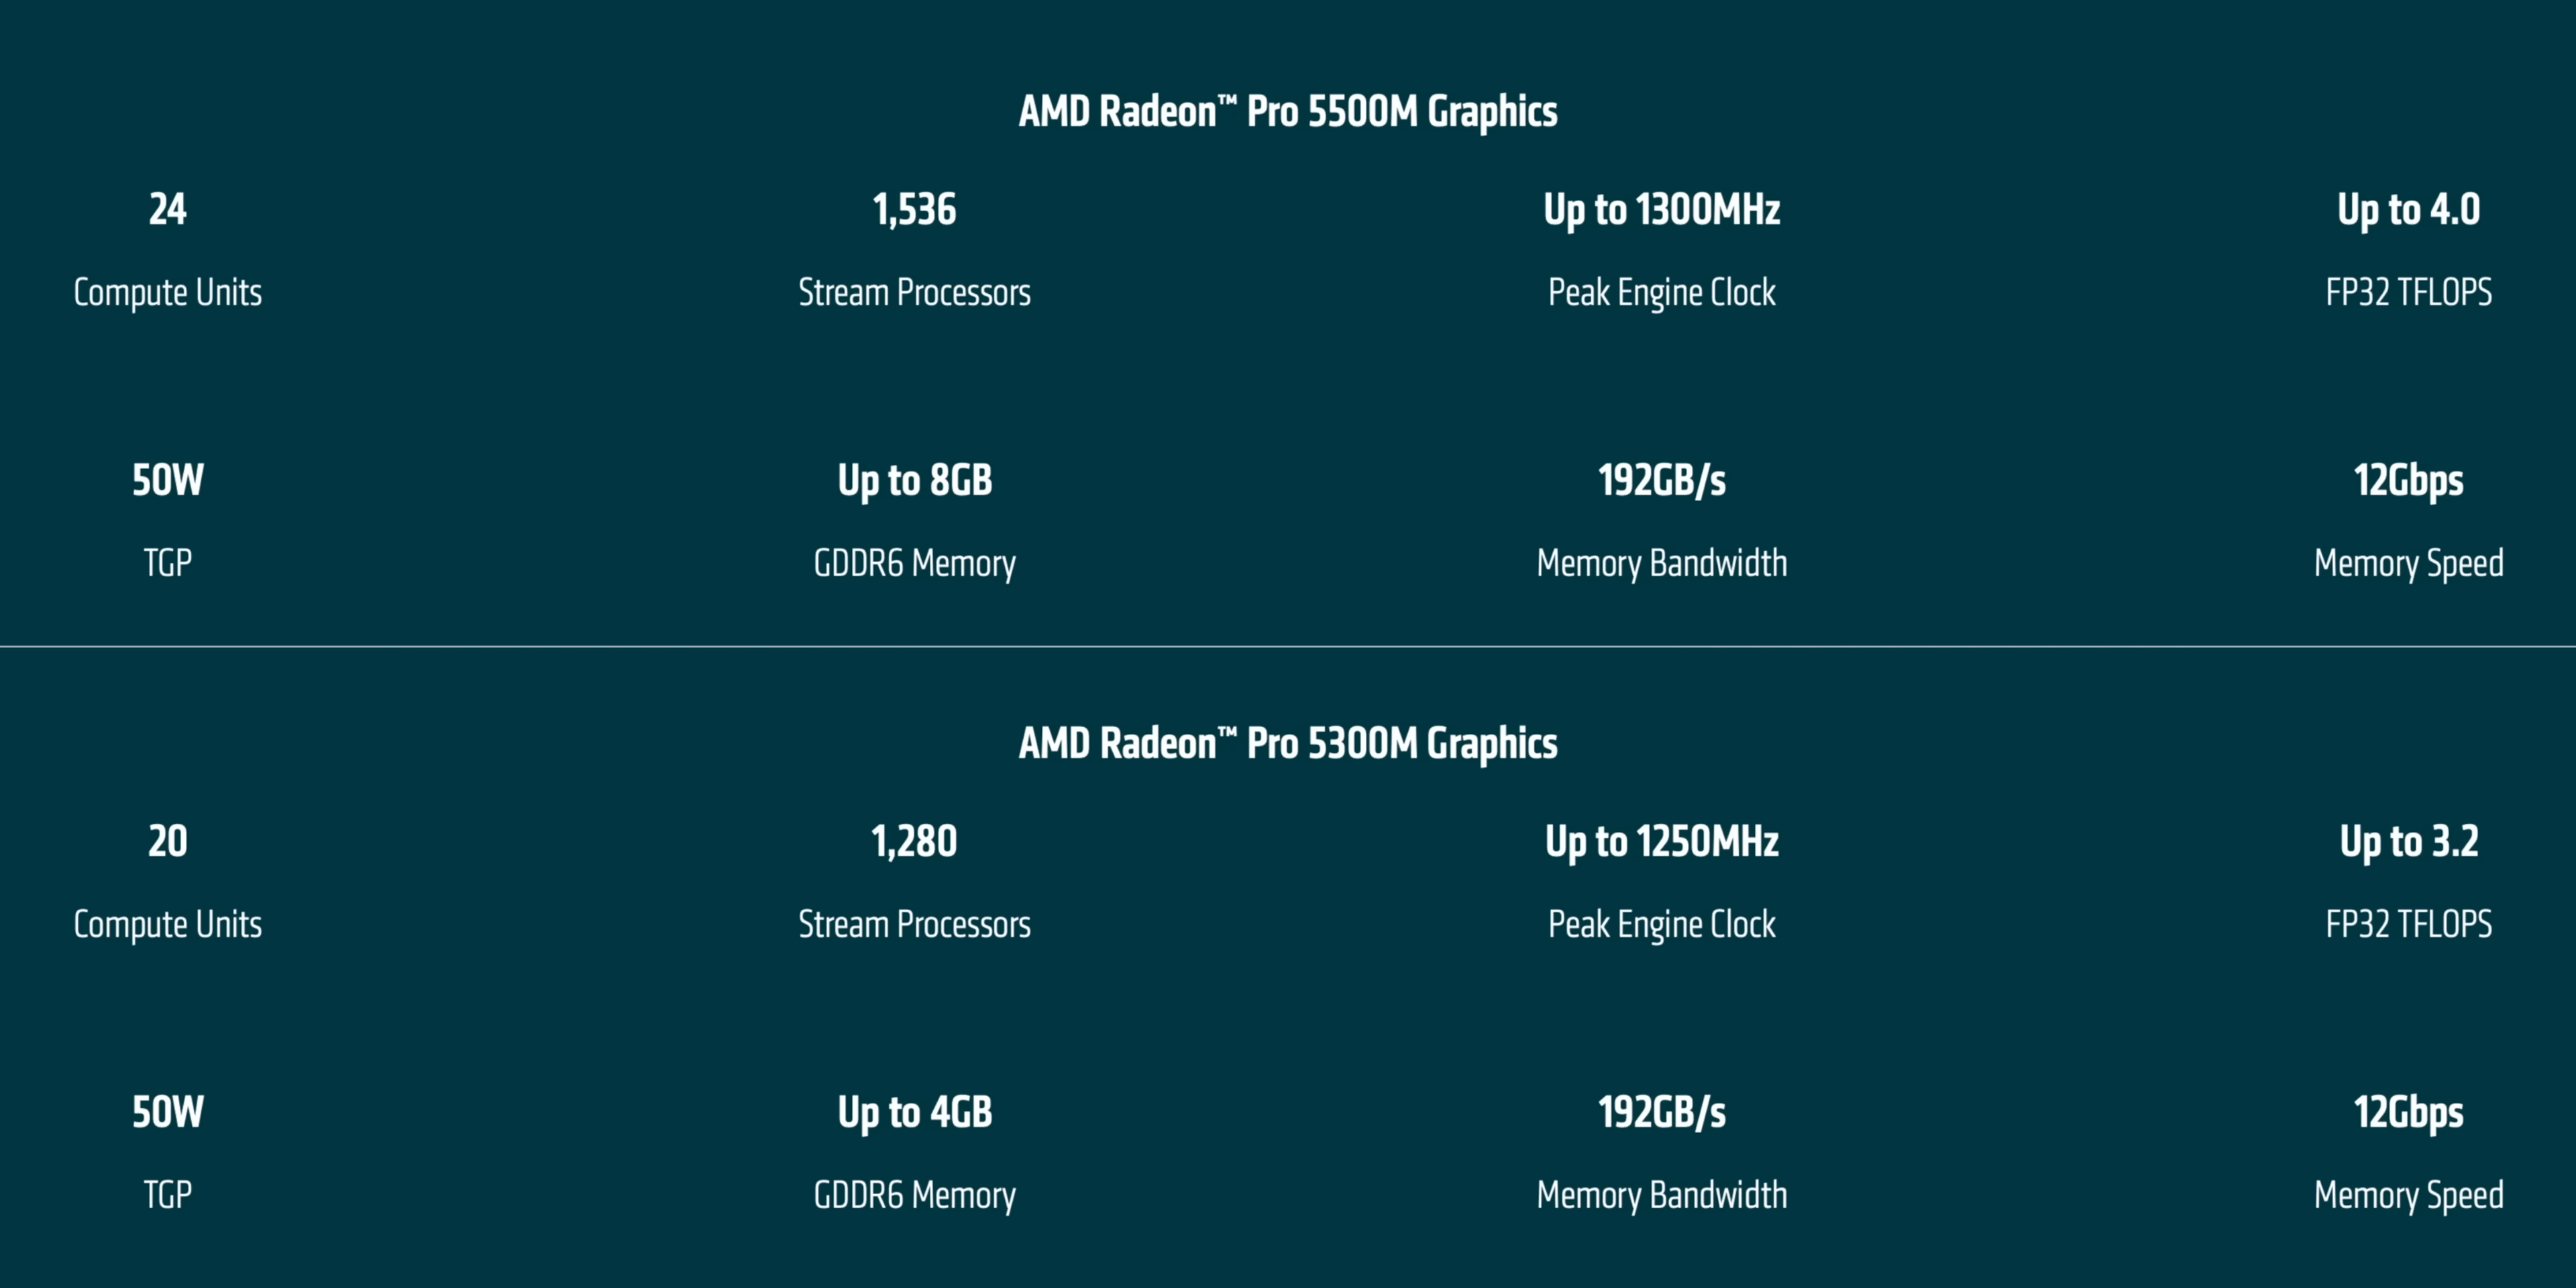 AMD Radeon™ Pro 5500M Graphics
24 1,536 Up to 1300MHz Up to 4.0
Compute Units Stream Processors Peak Engine Clock FP32 TFLOPS
50W Up to 8GB 192GB/s 12Gbps
TGP GDDR6 Memory Memory Bandwidth Memory Speed
AMD Radeon™ Pro 5300M Graphics
20 1,280 Up to 1250MHz Up to 3.2
Compute Units Stream Processors Peak Engine Clock FP32 TFLOPS
50W Up to 4GB 192GB/s 12Gbps
TGP GDDR6 Memory Memory Bandwidth Memory Speed